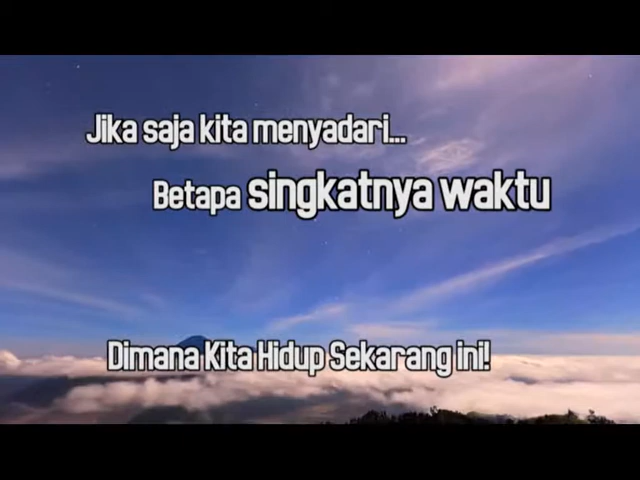 Jika saja kita menyadari...
Betapa singkatnya waktu
Dimana Kita Hidup Sekarang ini!